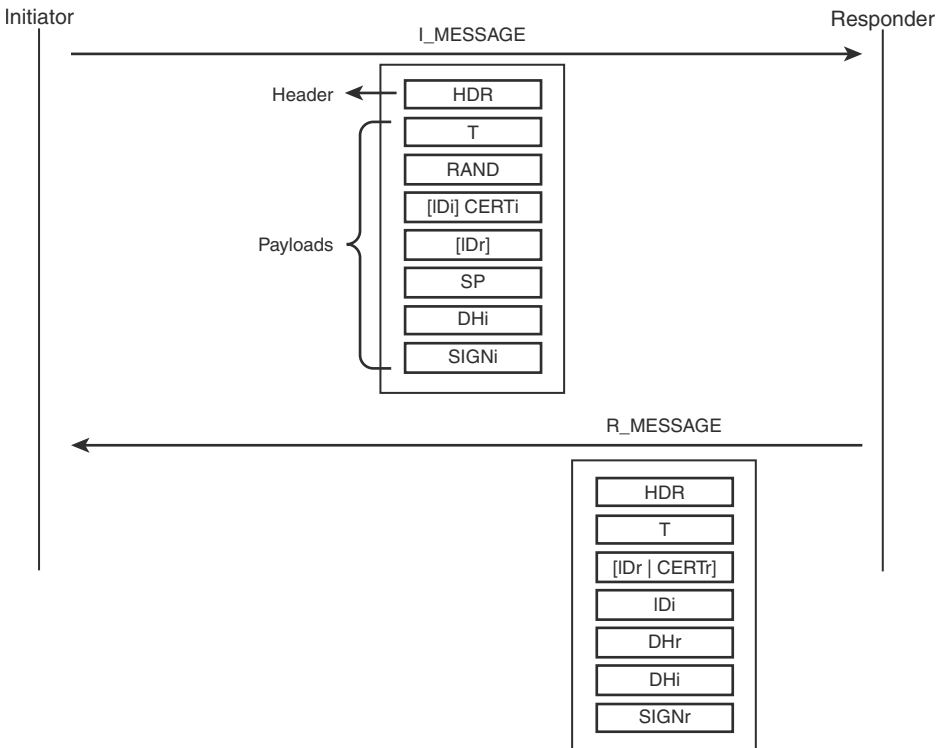 Initiator
Responder
I_MESSAGE
Header
HDR
T
RAND
[IDi] CERTi
Payloads
[IDr]
SP
DHi
SIGNi
R_MESSAGE
HDR
T
[IDr | CERTr]
IDi
DHr
DHi
SIGNr